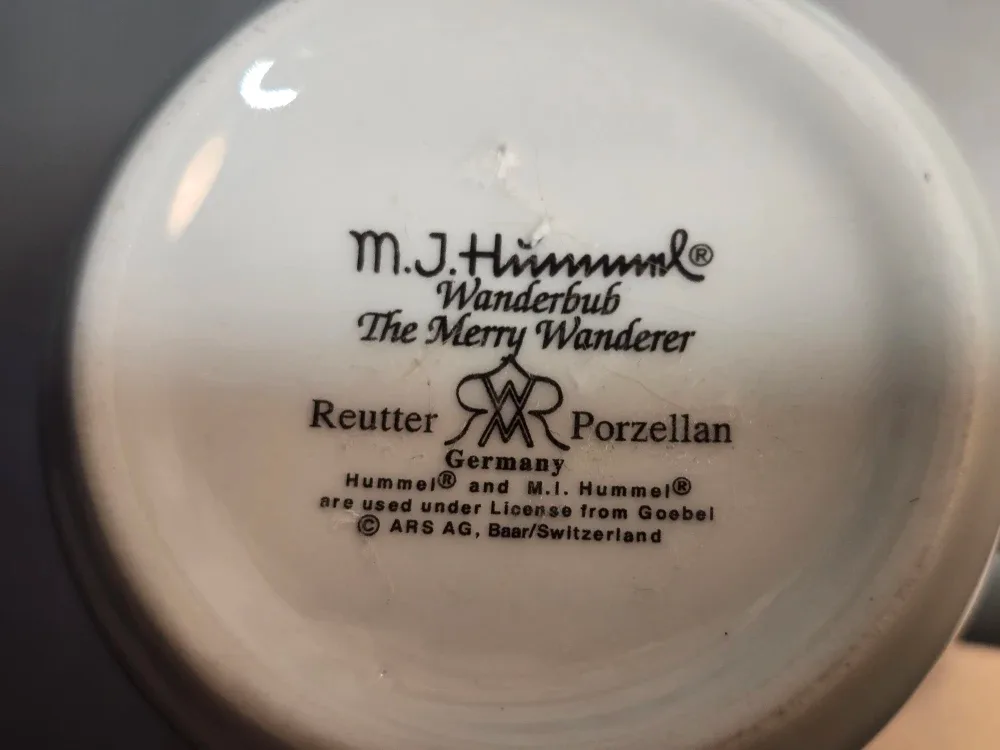 M.J. Hummel®
Wanderbub
The Merry Wanderer
Reutter Porzellan
Germany
Hummel® and M.I. Hummel®
are used under License from Goebel
© ARS AG, Baar/Switzerland